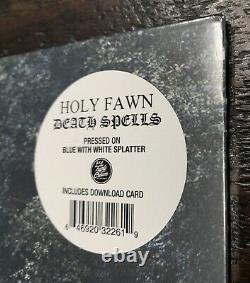 HOLY FAWN
DEATH SPELLS
PRESSED ON
BLUE WITH WHITE SPLATTER
INCLUDES DOWNLOAD CARD
6 46920 32261 9